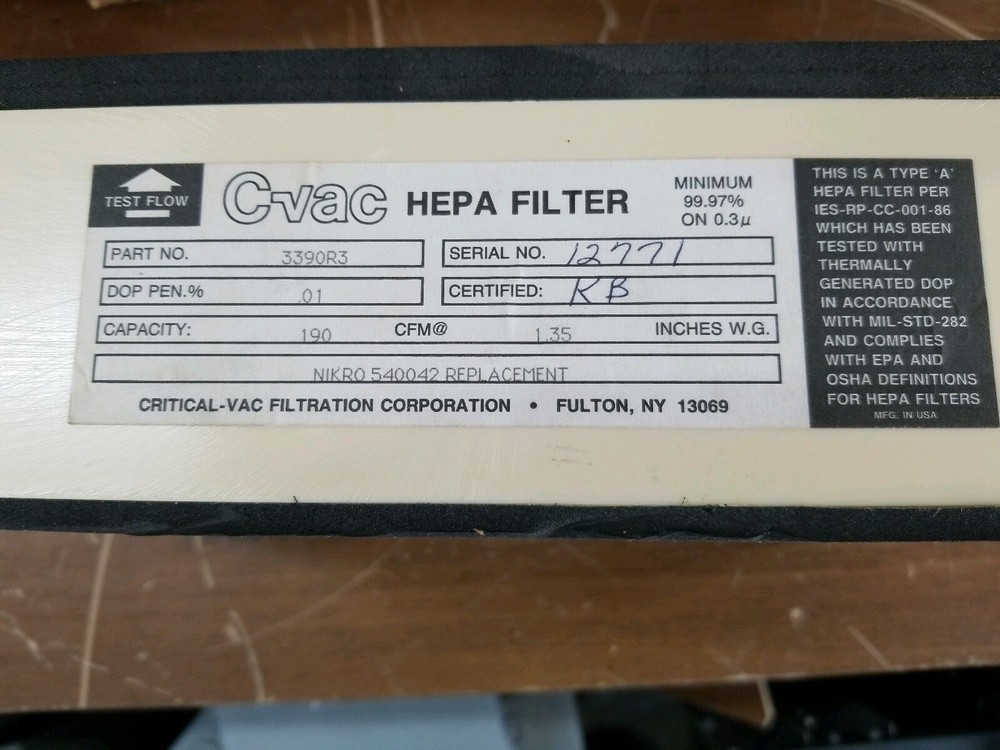 TEST FLOW
C-vac HEPA FILTER
MINIMUM
99.97%
ON 0.3µ
PART NO. 3390R3
SERIAL NO. 12771
DOP PEN.% .01
CERTIFIED: RB
CAPACITY: 190 CFM@ 1.35 INCHES W.G.
NIKRO 540042 REPLACEMENT
CRITICAL-VAC FILTRATION CORPORATION • FULTON, NY 13069
THIS IS A TYPE 'A'
HEPA FILTER PER
IES-RP-CC-001-86
WHICH HAS BEEN
TESTED WITH
THERMALLY
GENERATED DOP
IN ACCORDANCE
WITH MIL-STD-282
AND COMPLIES
WITH EPA AND
OSHA DEFINITIONS
FOR HEPA FILTERS
MFG. IN USA